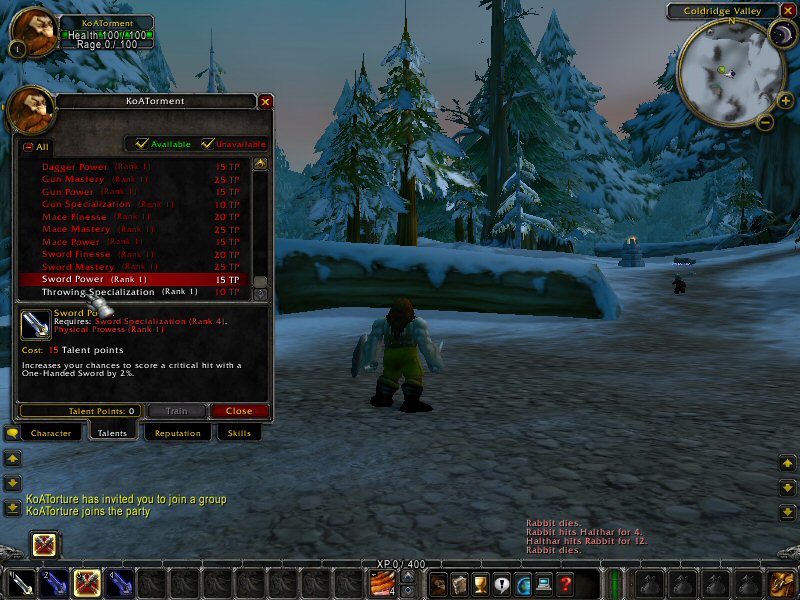 KoATorment
Health 100 / 100
Rage 0 / 100
1
Coldridge Valley
N
KoATorment
All
Available
Unavailable
Dagger Power (Rank 1) 15 TP
Gun Mastery (Rank 1) 25 TP
Gun Power (Rank 1) 15 TP
Gun Specialization (Rank 1) 10 TP
Mace Finesse (Rank 1) 20 TP
Mace Mastery (Rank 1) 25 TP
Mace Power (Rank 1) 15 TP
Sword Finesse (Rank 1) 20 TP
Sword Mastery (Rank 1) 25 TP
Sword Power (Rank 1) 15 TP
Throwing Specialization (Rank 1) 10 TP
Sword
Requires: Sword Specialization (Rank 4),
Physical Prowess (Rank 1)
Cost: 15 Talent points
Increases your chances to score a critical hit with a
One-Handed Sword by 2%.
Talent Points: 0
Train
Close
Character
Talents
Reputation
Skills
KoATorture has invited you to join a group
KoATorture joins the party
Rabbit dies.
Rabbit hits Halthar for 4.
Halthar hits Rabbit for 12.
Rabbit dies.
XP 0 / 400
2
4
4